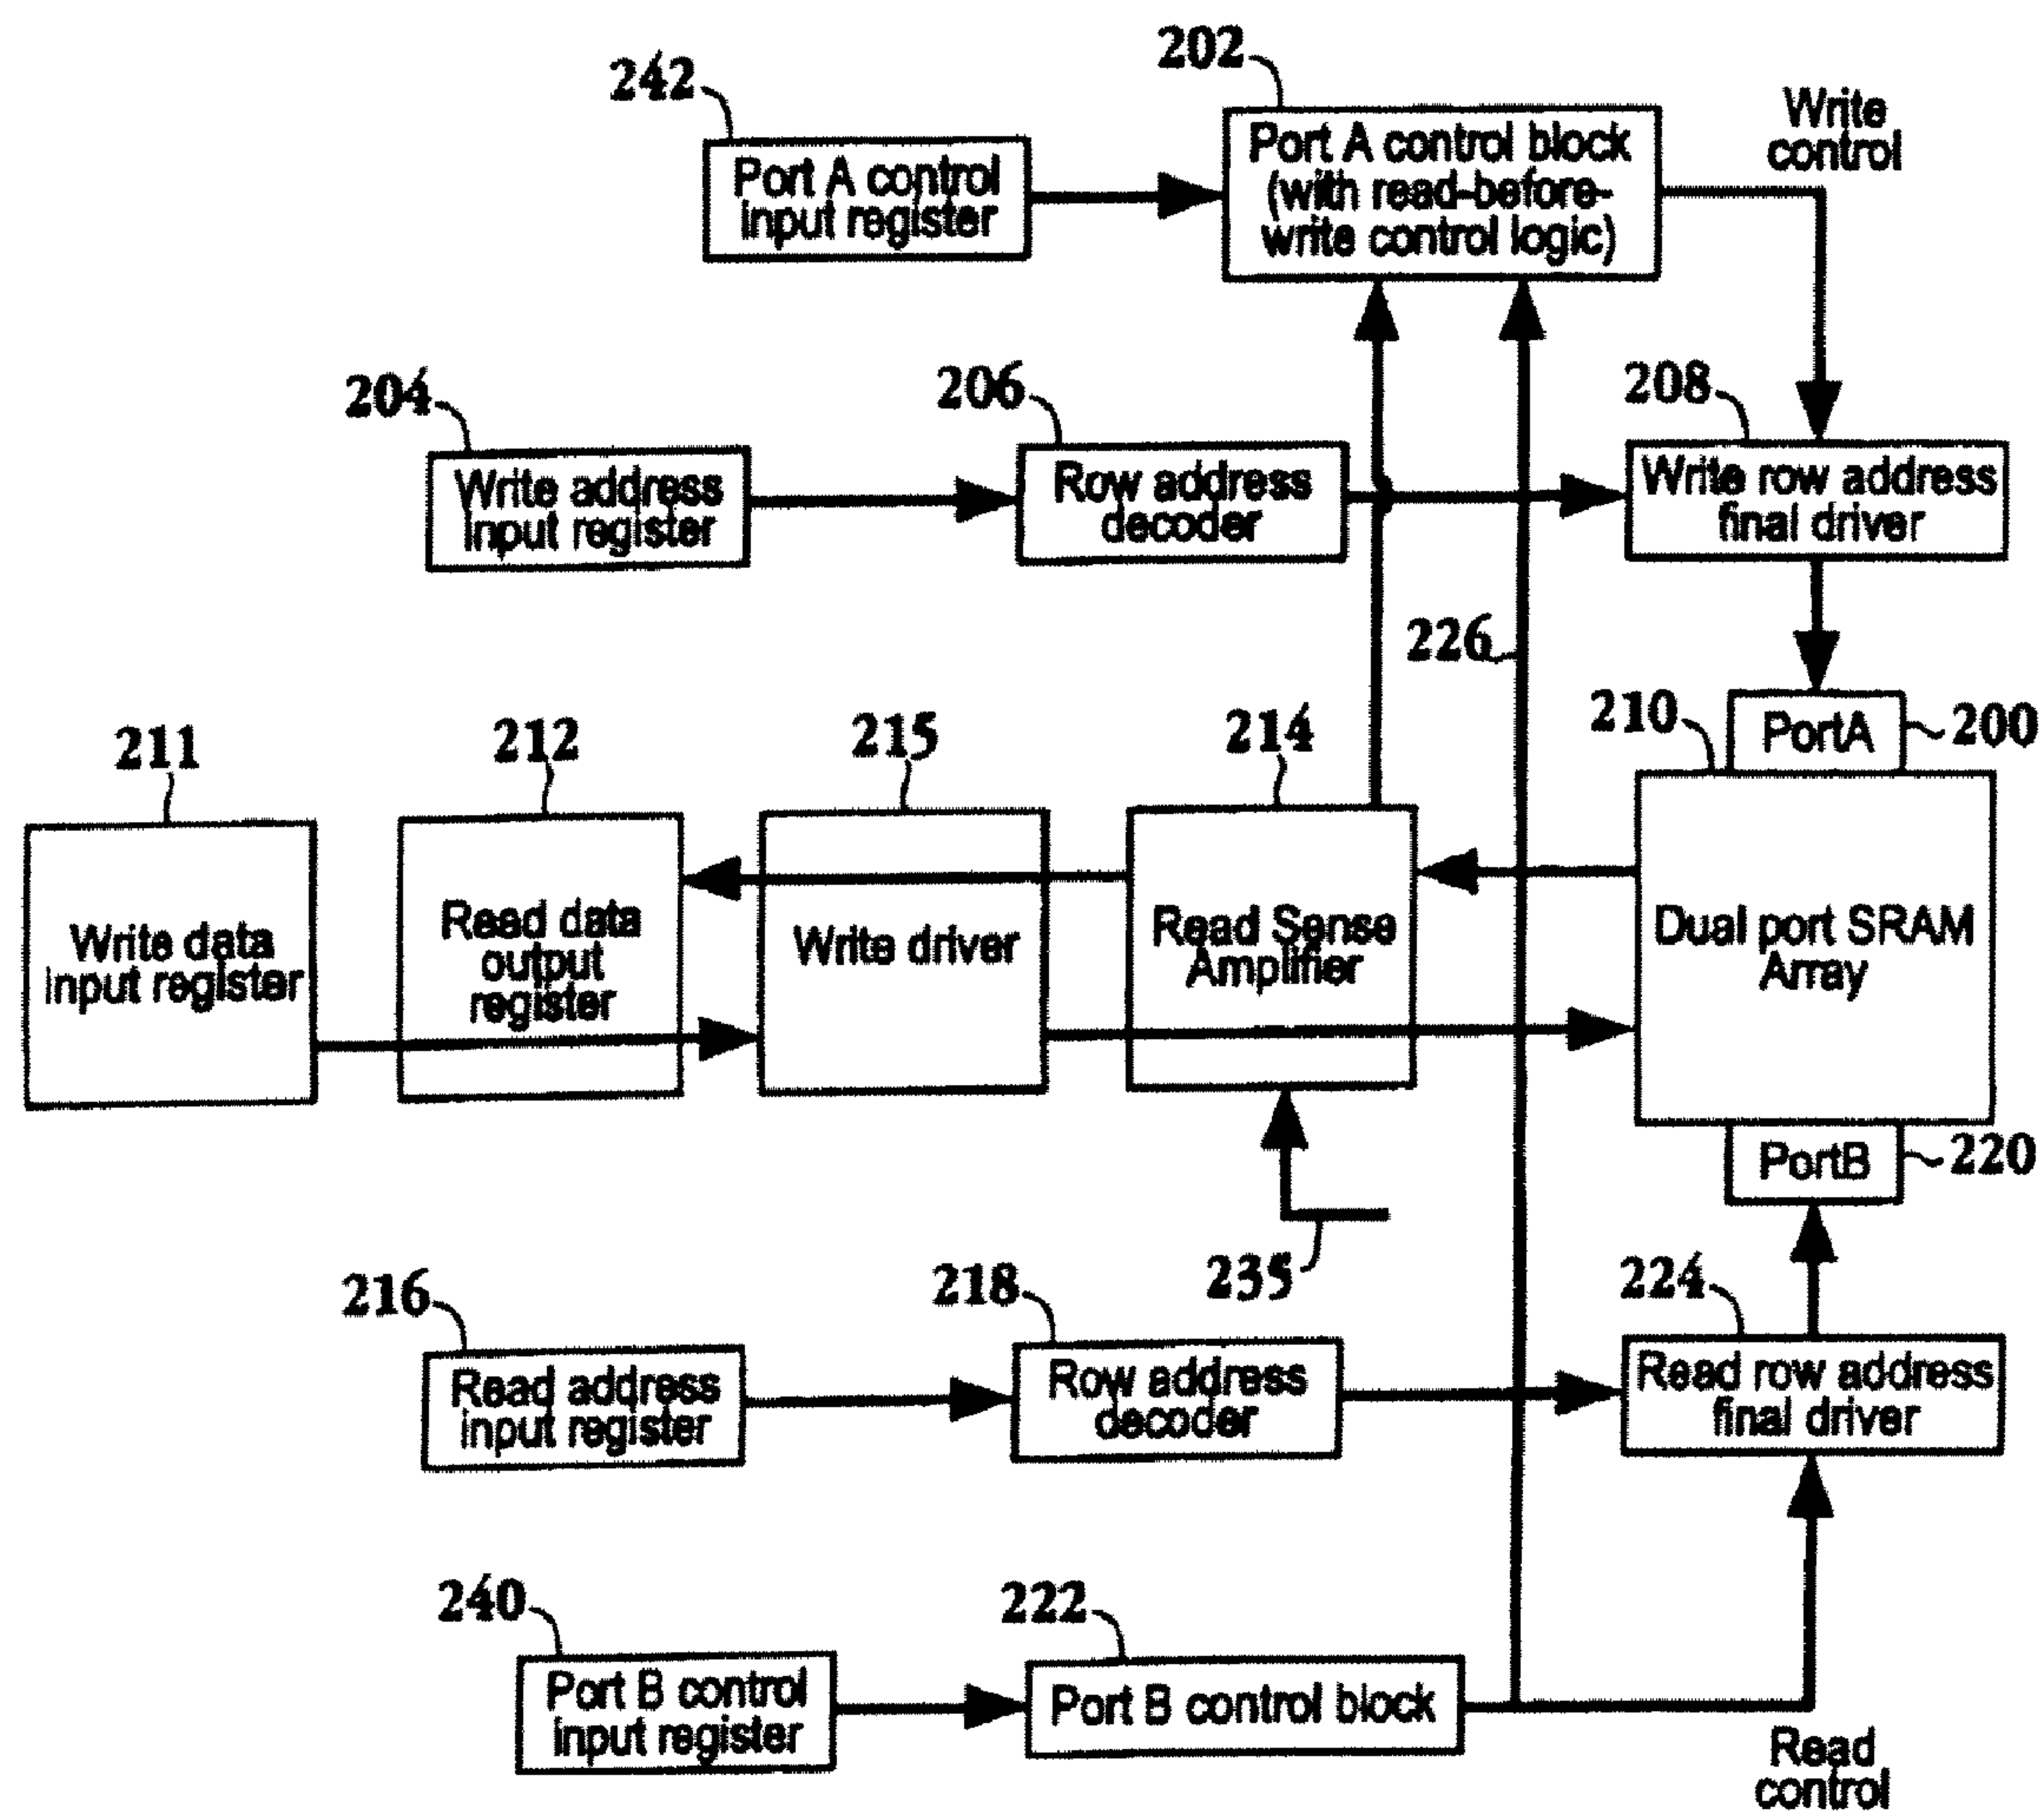 202
242
Write
control
Port A control block
(with read-before-
write control logic)
Port A control
input register
204
206
208
Write address
input register
Row address
decoder
Write row address
final driver
226
211
212
215
214
210
PortA
200
Write data
input register
Read data
output
register
Write driver
Read Sense
Amplifier
Dual port SRAM
Array
PortB
220
235
216
218
224
Read address
input register
Row address
decoder
Read row address
final driver
240
222
Port B control
input register
Port B control block
Read
control